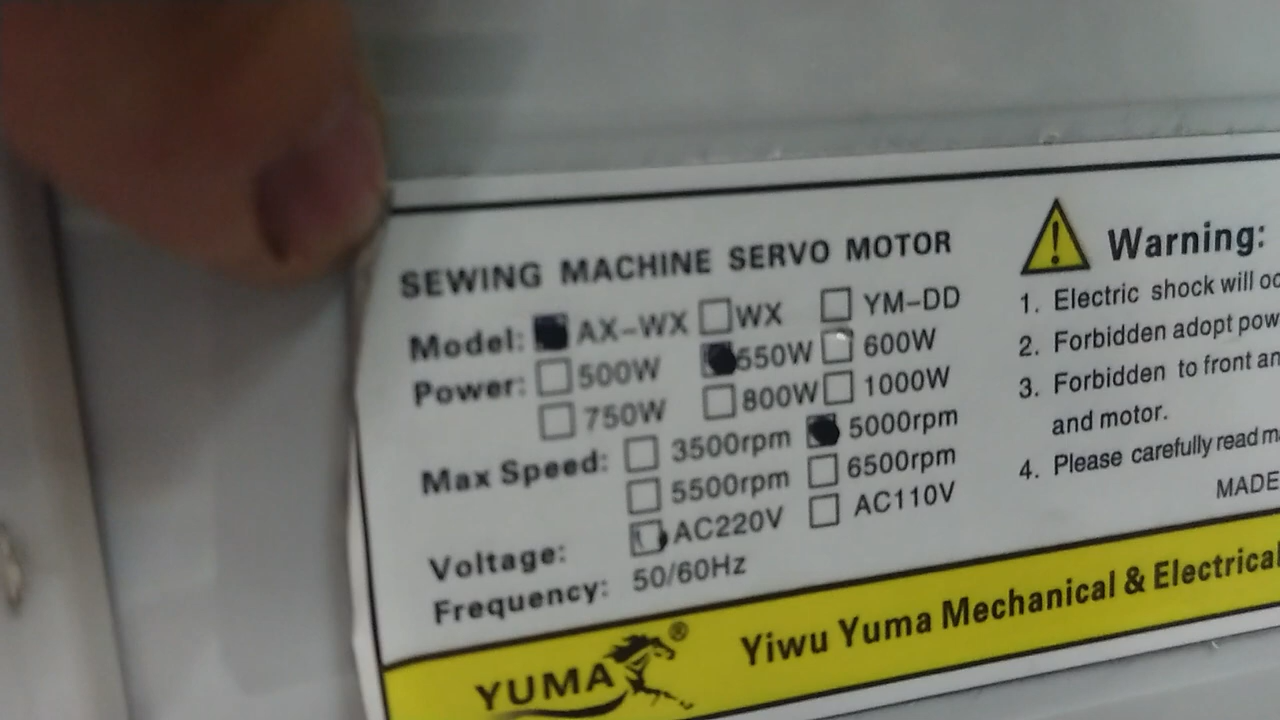 SEWING MACHINE SERVO MOTOR
Model: AX-WX WX YM-DD
Power: 500W 550W 600W
750W 800W 1000W
Max Speed: 3500rpm 5000rpm
5500rpm 6500rpm
Voltage: AC220V AC110V
Frequency: 50/60Hz
Warning:
1. Electric shock will
2. Forbidden adopt
3. Forbidden to front
and motor.
4. Please carefully read
MADE
YUMA®
Yiwu Yuma Mechanical & Electrical